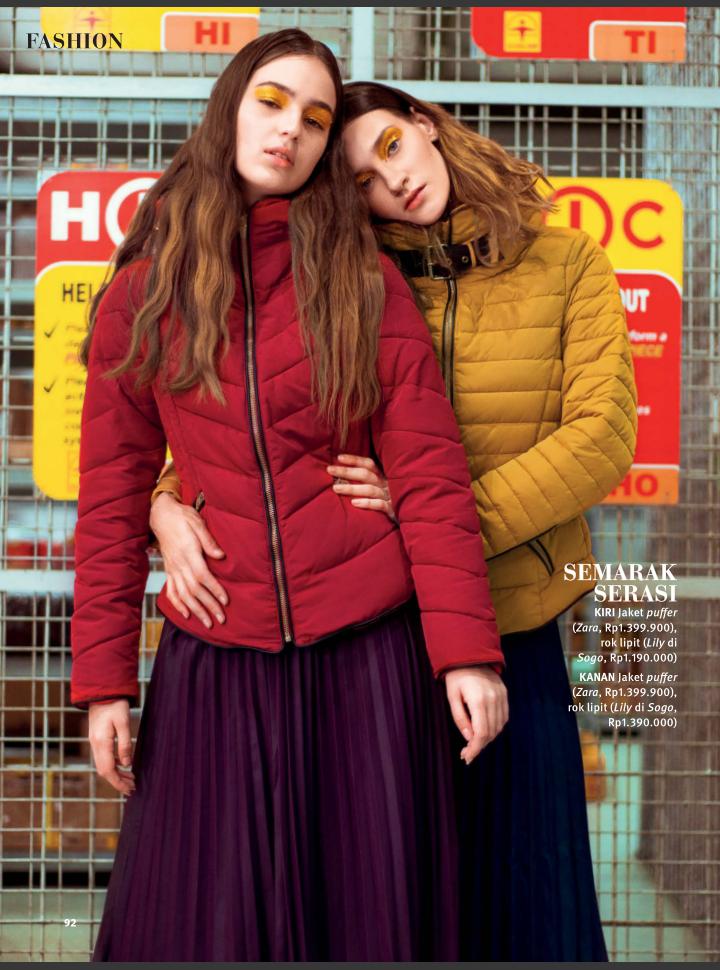 FASHION
HI
TI
H
C
HEL
OUT
form a
HO
SEMARAK
SERASI
KIRI Jaket puffer
(Zara, Rp1.399.900),
rok lipit (Lily di
Sogo, Rp1.190.000)
KANAN Jaket puffer
(Zara, Rp1.399.900),
rok lipit (Lily di Sogo,
Rp1.390.000)
92